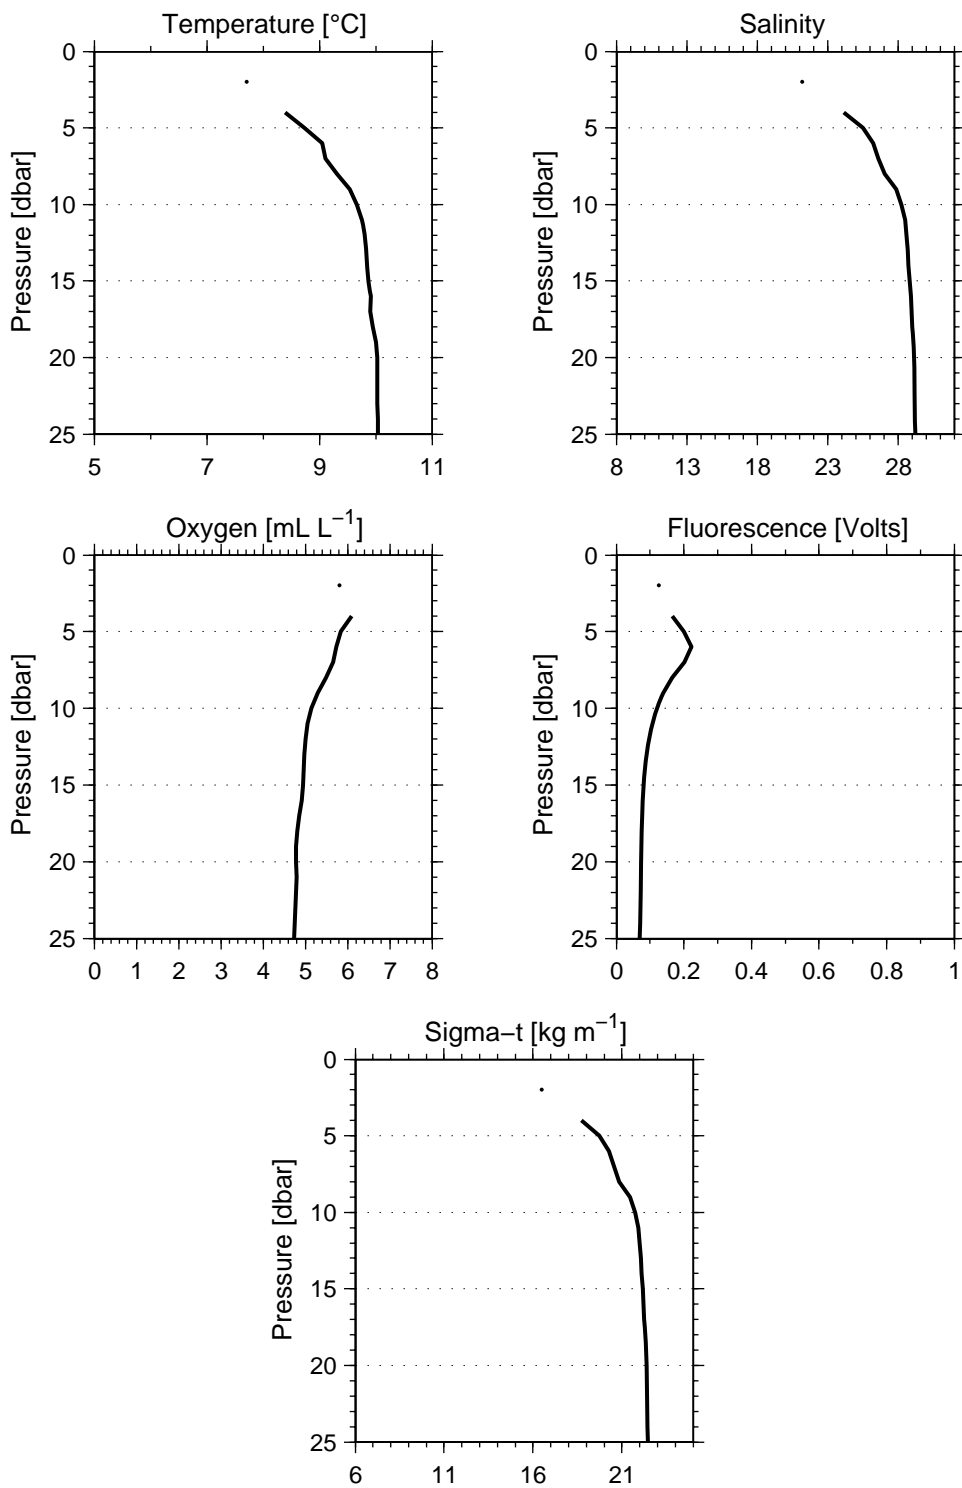 Temperature [°C]
Salinity
0
5
10
15
20
25
Pressure [dbar]
5 7 9 11
0
5
10
15
20
25
Pressure [dbar]
8 13 18 23 28
Oxygen [mL L⁻¹]
Fluorescence [Volts]
0
5
10
15
20
25
Pressure [dbar]
0 1 2 3 4 5 6 7 8
0
5
10
15
20
25
Pressure [dbar]
0 0.2 0.4 0.6 0.8 1
Sigma−t [kg m⁻¹]
0
5
10
15
20
25
Pressure [dbar]
6 11 16 21